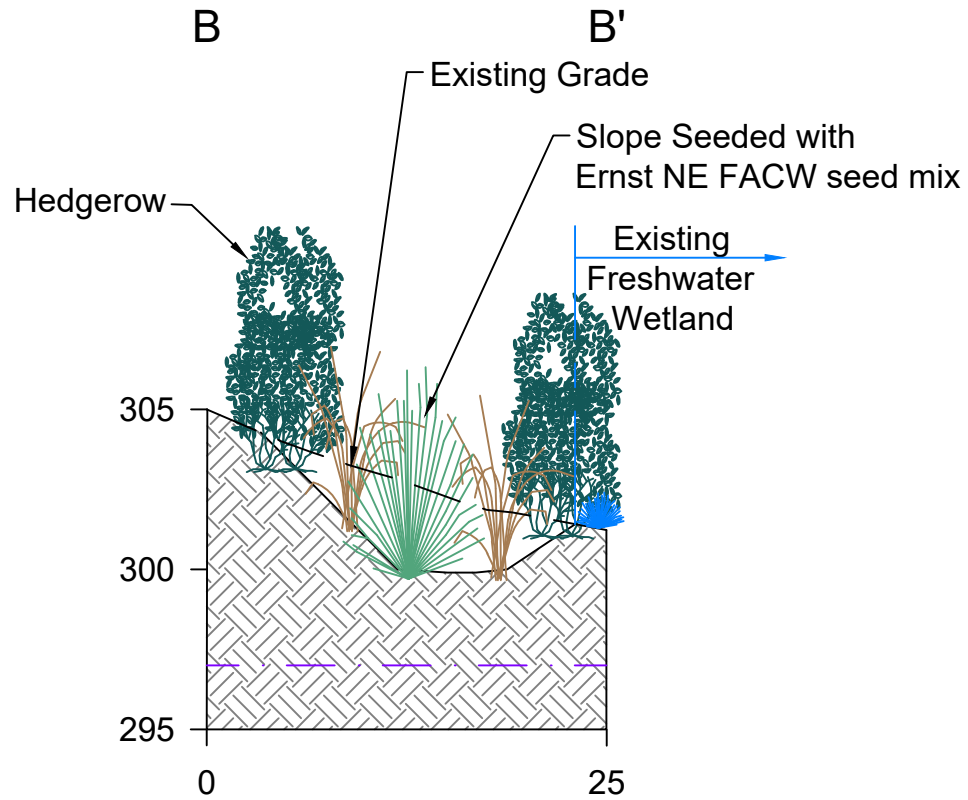 B
B'
Existing Grade
Slope Seeded with
Ernst NE FACW seed mix
Hedgerow
Existing
Freshwater
Wetland
305
300
295
0
25